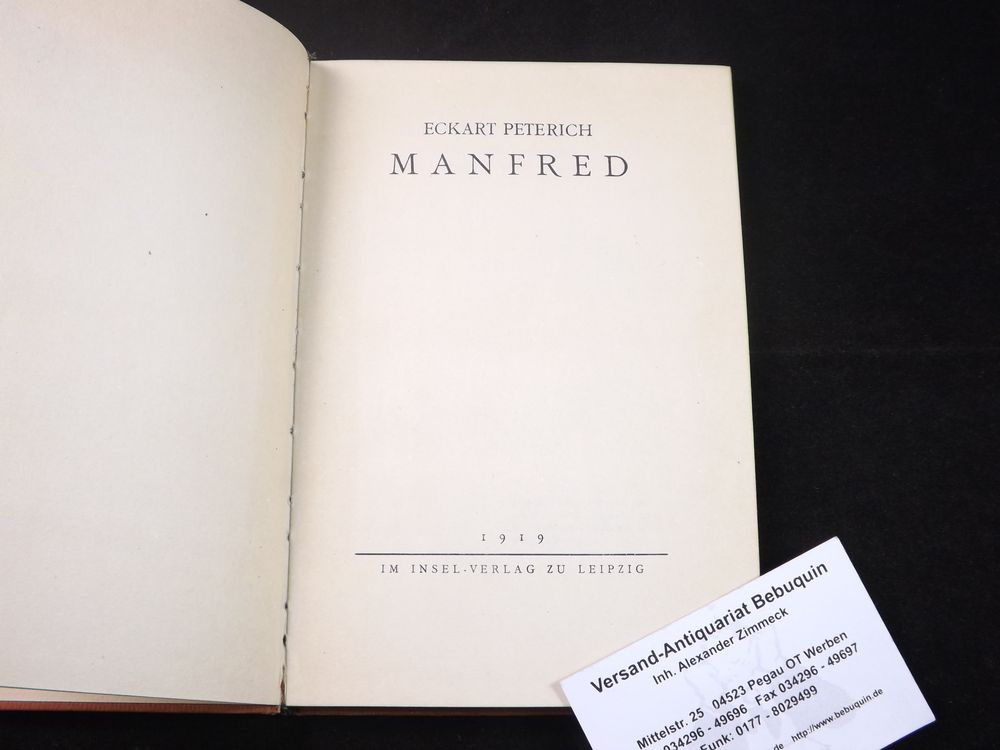 ECKART PETERICH
MANFRED
1919
IM INSEL-VERLAG ZU LEIPZIG
Versand-Antiquariat Bebuquin
Inh. Alexander Zimmeck
Mittelstr. 25 04523 Pegau OT Werben
034296 - 49696 Fax 034296 - 49697
Funk: 0177 - 8029499
http://www.bebuquin.de